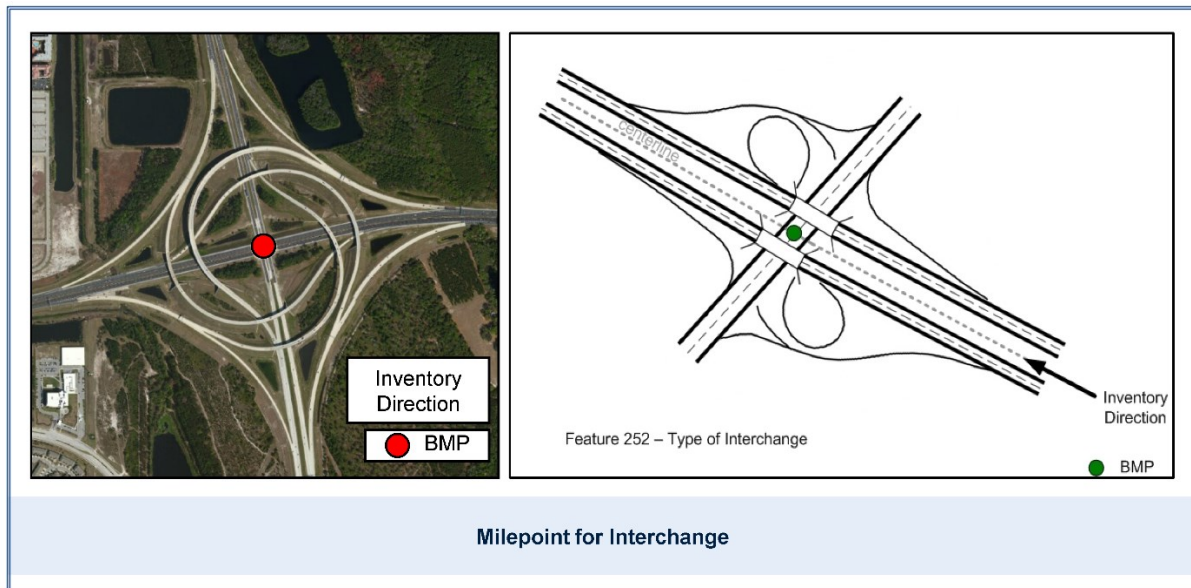 Inventory
Direction
BMP
centerline
Inventory
Direction
Feature 252 – Type of Interchange
BMP
Milepoint for Interchange